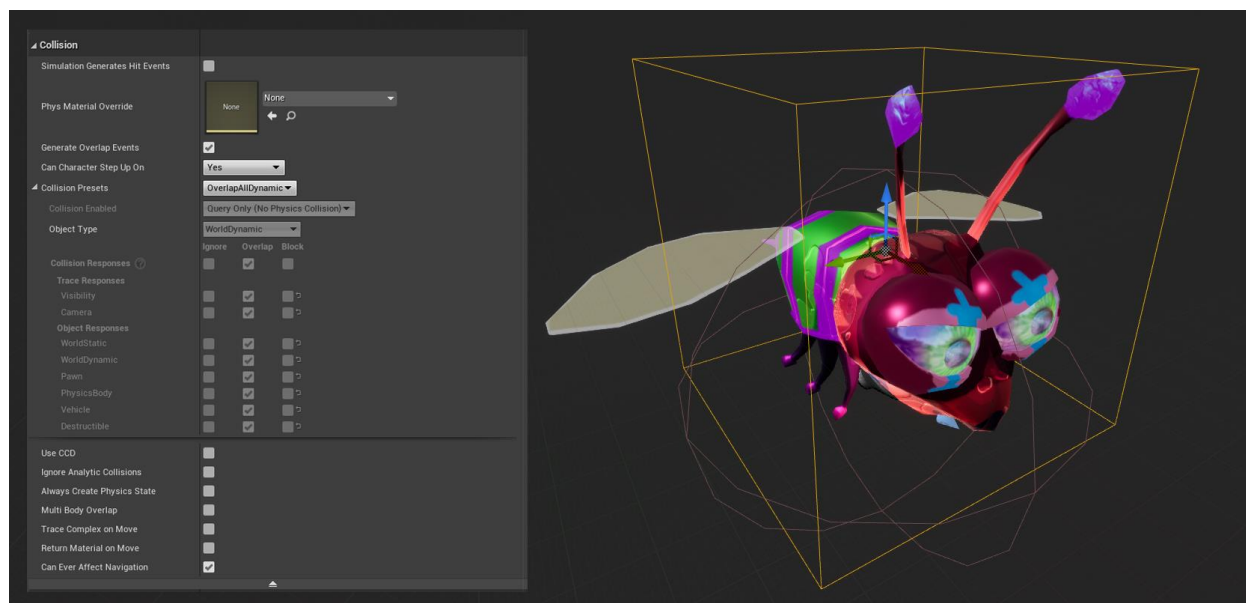 Collision
Simulation Generates Hit Events
Phys Material Override
None
None
Generate Overlap Events
Can Character Step Up On
Yes
Collision Presets
OverlapAllDynamic
Collision Enabled
Query Only (No Physics Collision)
Object Type
WorldDynamic
Ignore Overlap Block
Collision Responses ?
Trace Responses
Visibility
Camera
Object Responses
WorldStatic
WorldDynamic
Pawn
PhysicsBody
Vehicle
Destructible
Use CCD
Ignore Analytic Collisions
Always Create Physics State
Multi Body Overlap
Trace Complex on Move
Return Material on Move
Can Ever Affect Navigation